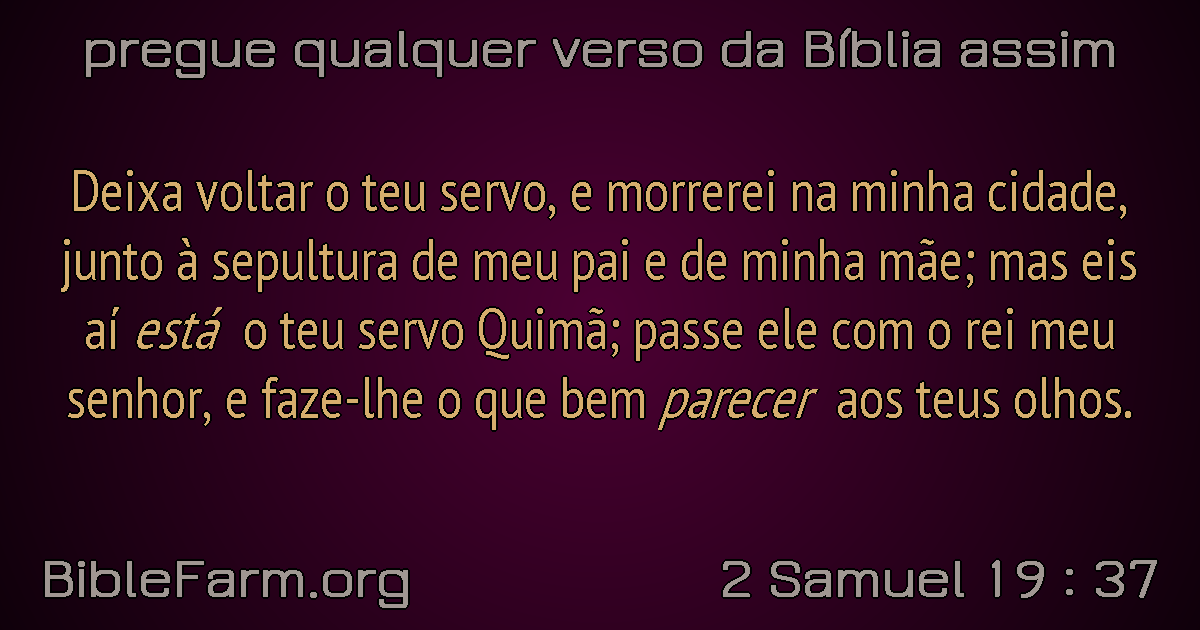 pregue qualquer verso da Bíblia assim
Deixa voltar o teu servo, e morrerei na minha cidade,
junto à sepultura de meu pai e de minha mãe; mas eis
aí está o teu servo Quimã; passe ele com o rei meu
senhor, e faze-lhe o que bem parecer aos teus olhos.
BibleFarm.org
2 Samuel 19 : 37